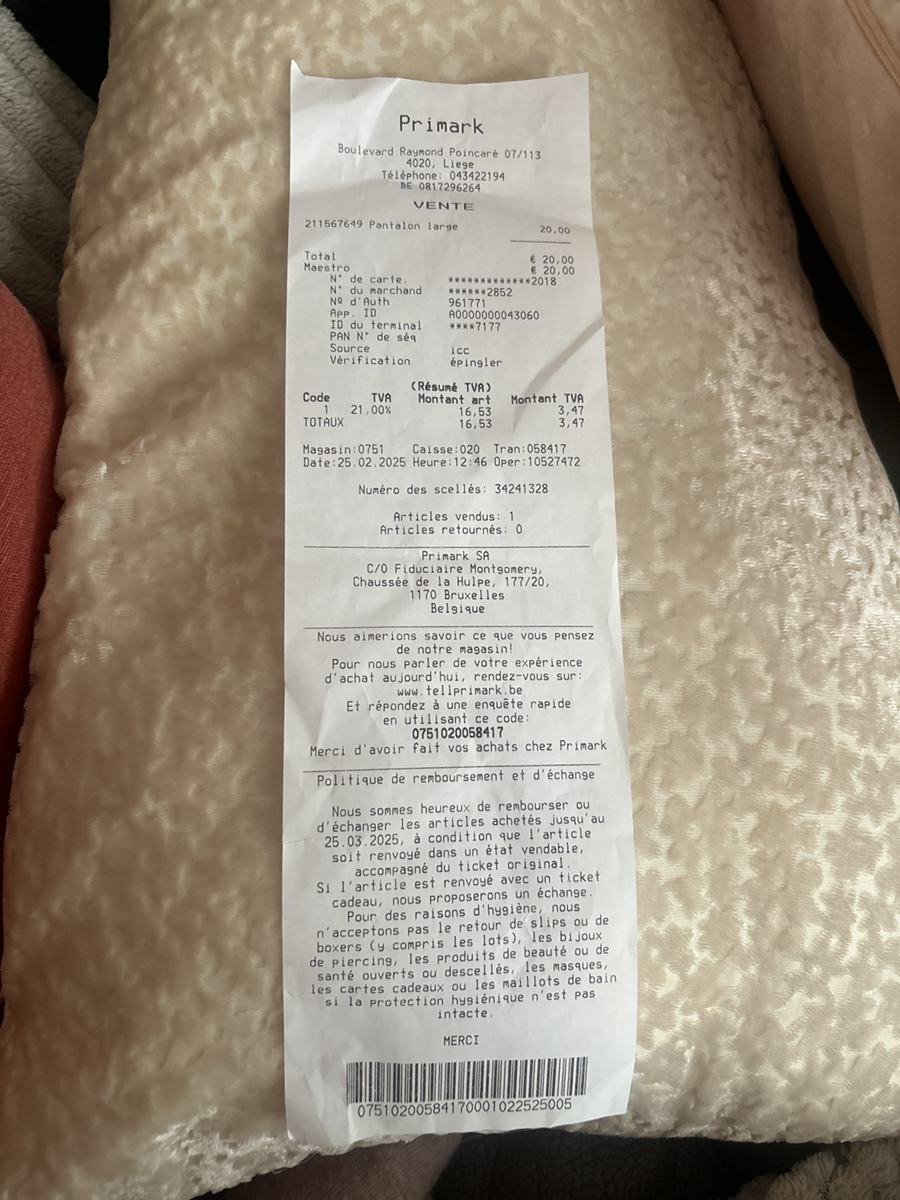 Primark
Boulevard Raymond Poincaré 07/113
4020, Liege
Téléphone: 043422194
BE 0817296264
VENTE
211567649 Pantalon large 20,00
Total € 20,00
Maestro € 20,00
N° de carte. *************2018
N° du marchand ******2852
Nº d'Auth 961771
App. ID A0000000043060
ID du terminal ****7177
PAN N° de séq
Source icc
Vérification épingler
(Résumé TVA)
Code TVA Montant art Montant TVA
1 21,00% 16,53 3,47
TOTAUX 16,53 3,47
Magasin:0751 Caisse:020 Tran:058417
Date:25.02.2025 Heure:12:46 Oper:10527472
Numéro des scellés: 34241328
Articles vendus: 1
Articles retournés: 0
Primark SA
C/O Fiduciaire Montgomery,
Chaussée de la Hulpe, 177/20,
1170 Bruxelles
Belgique
Nous aimerions savoir ce que vous pensez
de notre magasin!
Pour nous parler de votre expérience
d'achat aujourd'hui, rendez-vous sur:
www.tellprimark.be
Et répondez à une enquête rapide
en utilisant ce code:
0751020058417
Merci d'avoir fait vos achats chez Primark
Politique de remboursement et d'échange
Nous sommes heureux de rembourser ou
d'échanger les articles achetés jusqu'au
25.03.2025, à condition que l'article
soit renvoyé dans un état vendable,
accompagné du ticket original.
Si l'article est renvoyé avec un ticket
cadeau, nous proposerons un échange.
Pour des raisons d'hygiène, nous
n'acceptons pas le retour de slips ou de
boxers (y compris les lots), les bijoux
de piercing, les produits de beauté ou de
santé ouverts ou descellés, les masques,
les cartes cadeaux ou les maillots de bain
si la protection hygiénique n'est pas
intacte.
MERCI
07510200584170001022525005